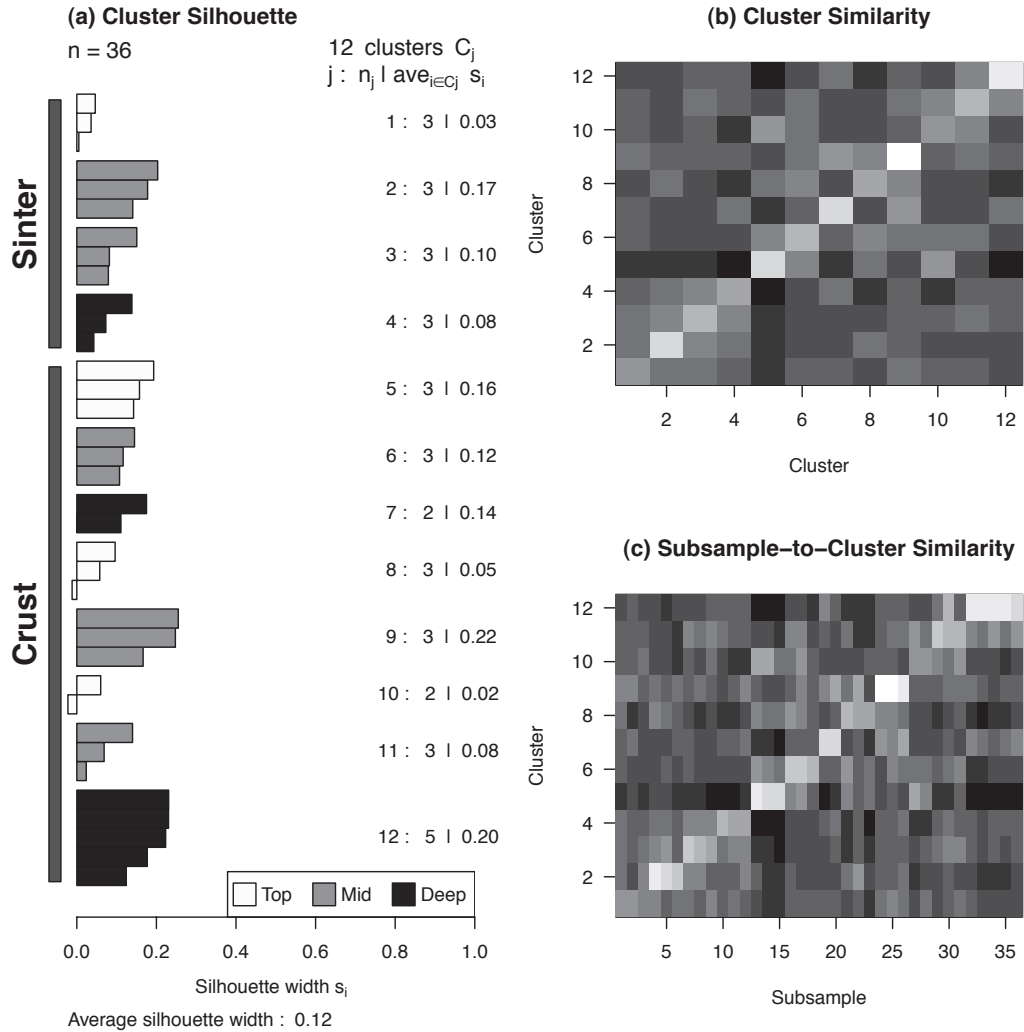 (a) Cluster Silhouette
n = 36
12 clusters Cj
j : nj | avei∈Cj si
1 : 3 | 0.03
2 : 3 | 0.17
3 : 3 | 0.10
4 : 3 | 0.08
5 : 3 | 0.16
6 : 3 | 0.12
7 : 2 | 0.14
8 : 3 | 0.05
9 : 3 | 0.22
10 : 2 | 0.02
11 : 3 | 0.08
12 : 5 | 0.20
Sinter
Crust
Top Mid Deep
0.0 0.2 0.4 0.6 0.8 1.0
Silhouette width si
Average silhouette width : 0.12
(b) Cluster Similarity
12
10
8
6
4
2
Cluster
2 4 6 8 10 12
Cluster
(c) Subsample−to−Cluster Similarity
12
10
8
6
4
2
Cluster
5 10 15 20 25 30 35
Subsample